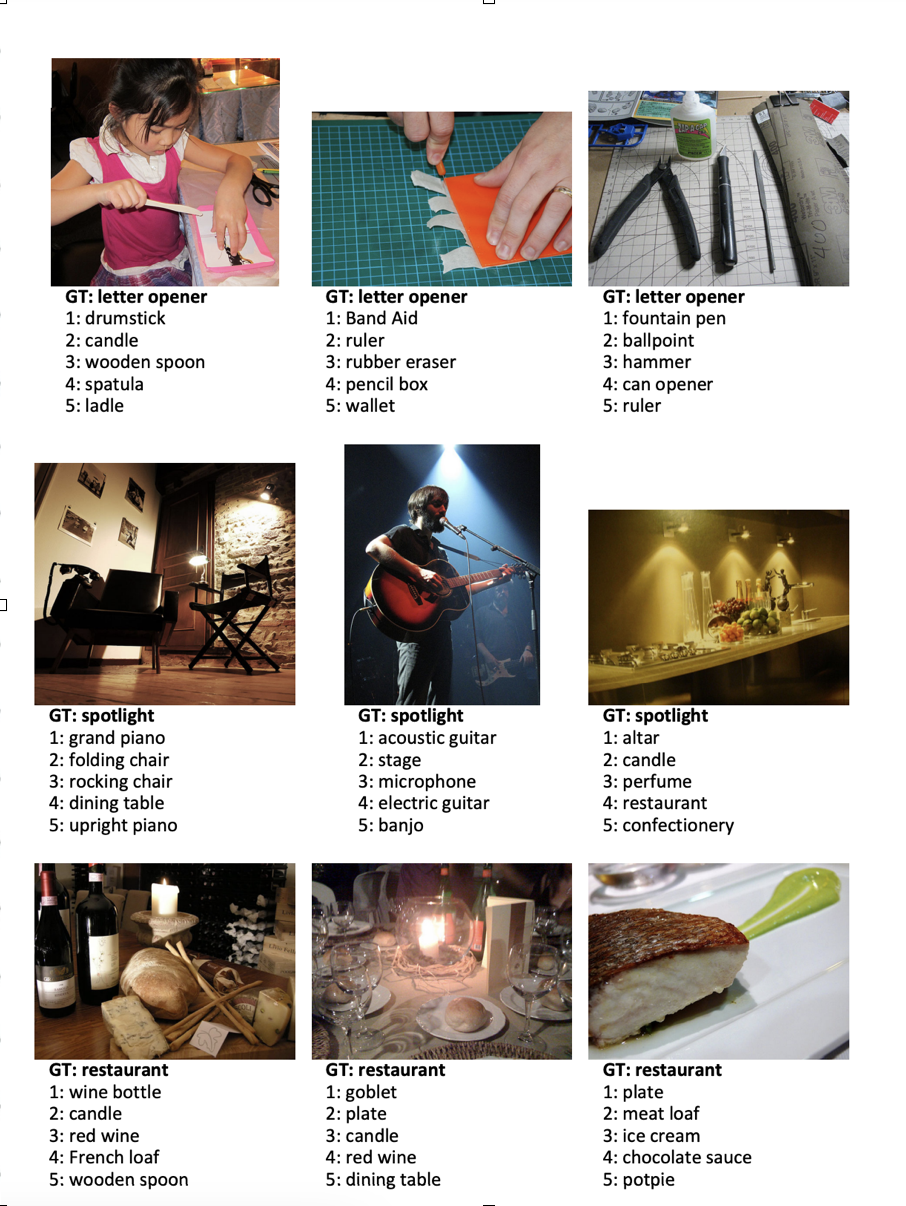 GT: letter opener
1: drumstick
2: candle
3: wooden spoon
4: spatula
5: ladle
GT: letter opener
1: Band Aid
2: ruler
3: rubber eraser
4: pencil box
5: wallet
400
GT: letter opener
1: fountain pen
2: ballpoint
3: hammer
4: can opener
5: ruler
GT: spotlight
1: grand piano
2: folding chair
3: rocking chair
4: dining table
5: upright piano
GT: spotlight
1: acoustic guitar
2: stage
3: microphone
4: electric guitar
5: banjo
GT: spotlight
1: altar
2: candle
3: perfume
4: restaurant
5: confectionery
GT: restaurant
1: wine bottle
2: candle
3: red wine
4: French loaf
5: wooden spoon
GT: restaurant
1: goblet
2: plate
3: candle
4: red wine
5: dining table
GT: restaurant
1: plate
2: meat loaf
3: ice cream
4: chocolate sauce
5: potpie